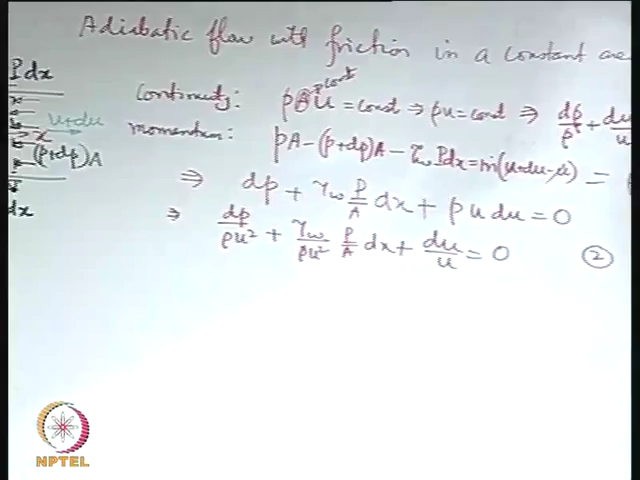 Adiabatic flow with friction in a constant are
Pdx
Continuity: ρAu = const ⇒ ρu = const ⇒ dρ/ρ + du/u
const
u+du
x
momentum: pA − (p+dp)A − τw Pdx = ṁ(u+du−u) =
(p+dp)A
⇒ dp + τw P/A dx + ρ u du = 0
dx
⇒ dp/ρu² + τw/ρu² P/A dx + du/u = 0 ②
NPTEL